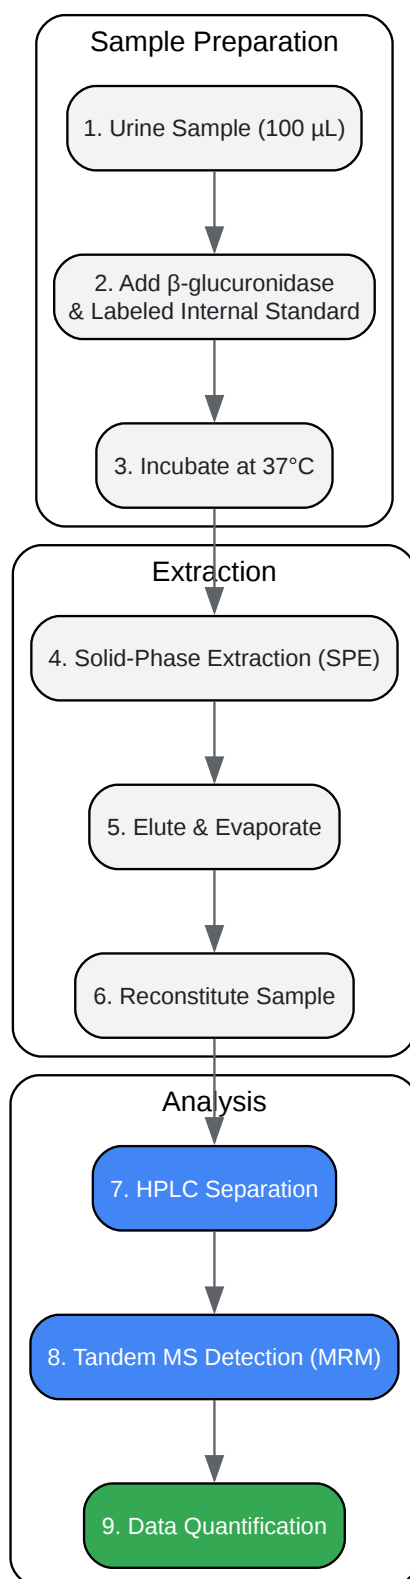 Sample Preparation
1. Urine Sample (100 µL)
2. Add β-glucuronidase
& Labeled Internal Standard
3. Incubate at 37°C
Extraction
4. Solid-Phase Extraction (SPE)
5. Elute & Evaporate
6. Reconstitute Sample
Analysis
7. HPLC Separation
8. Tandem MS Detection (MRM)
9. Data Quantification